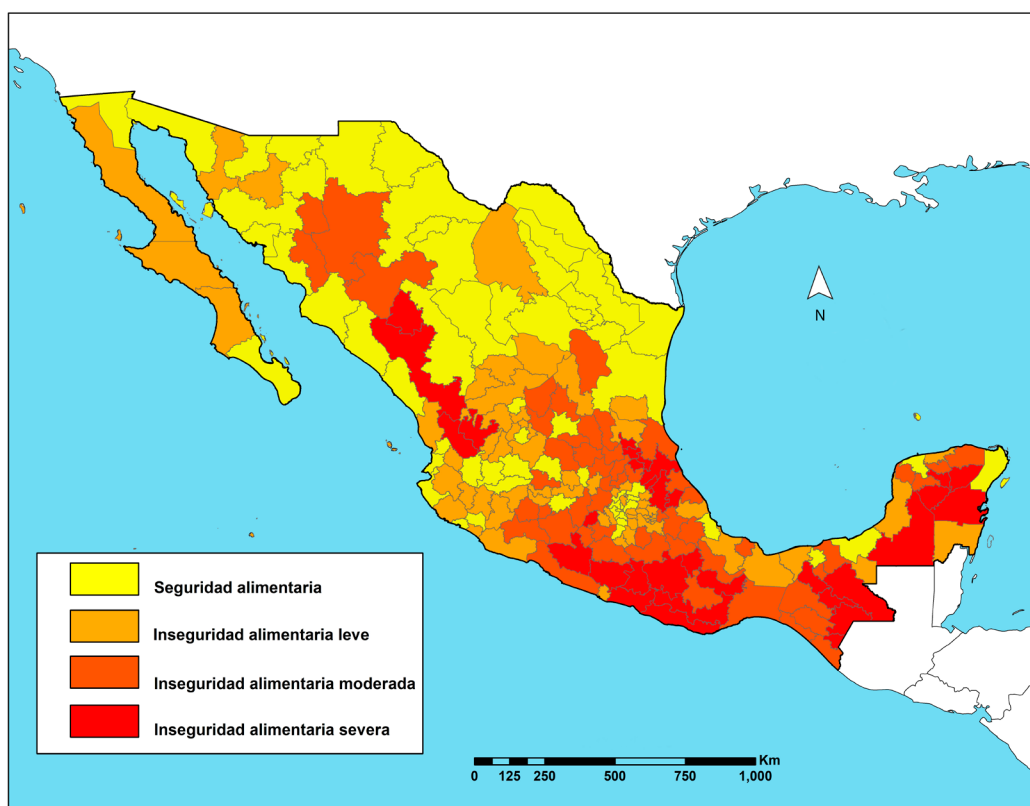 N
Seguridad alimentaria
Inseguridad alimentaria leve
Inseguridad alimentaria moderada
Inseguridad alimentaria severa
Km
0 125 250 500 750 1,000